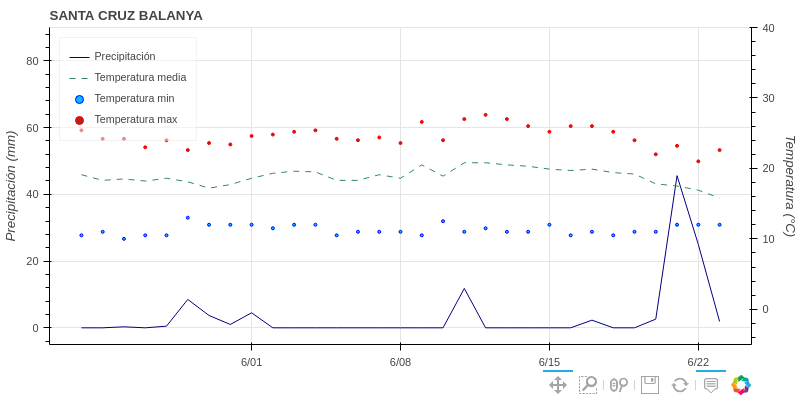 SANTA CRUZ BALANYA
Precipitación
Temperatura media
Temperatura min
Temperatura max
Precipitación (mm)
80
60
40
20
0
Temperatura (°C)
40
30
20
10
0
6/01
6/08
6/15
6/22